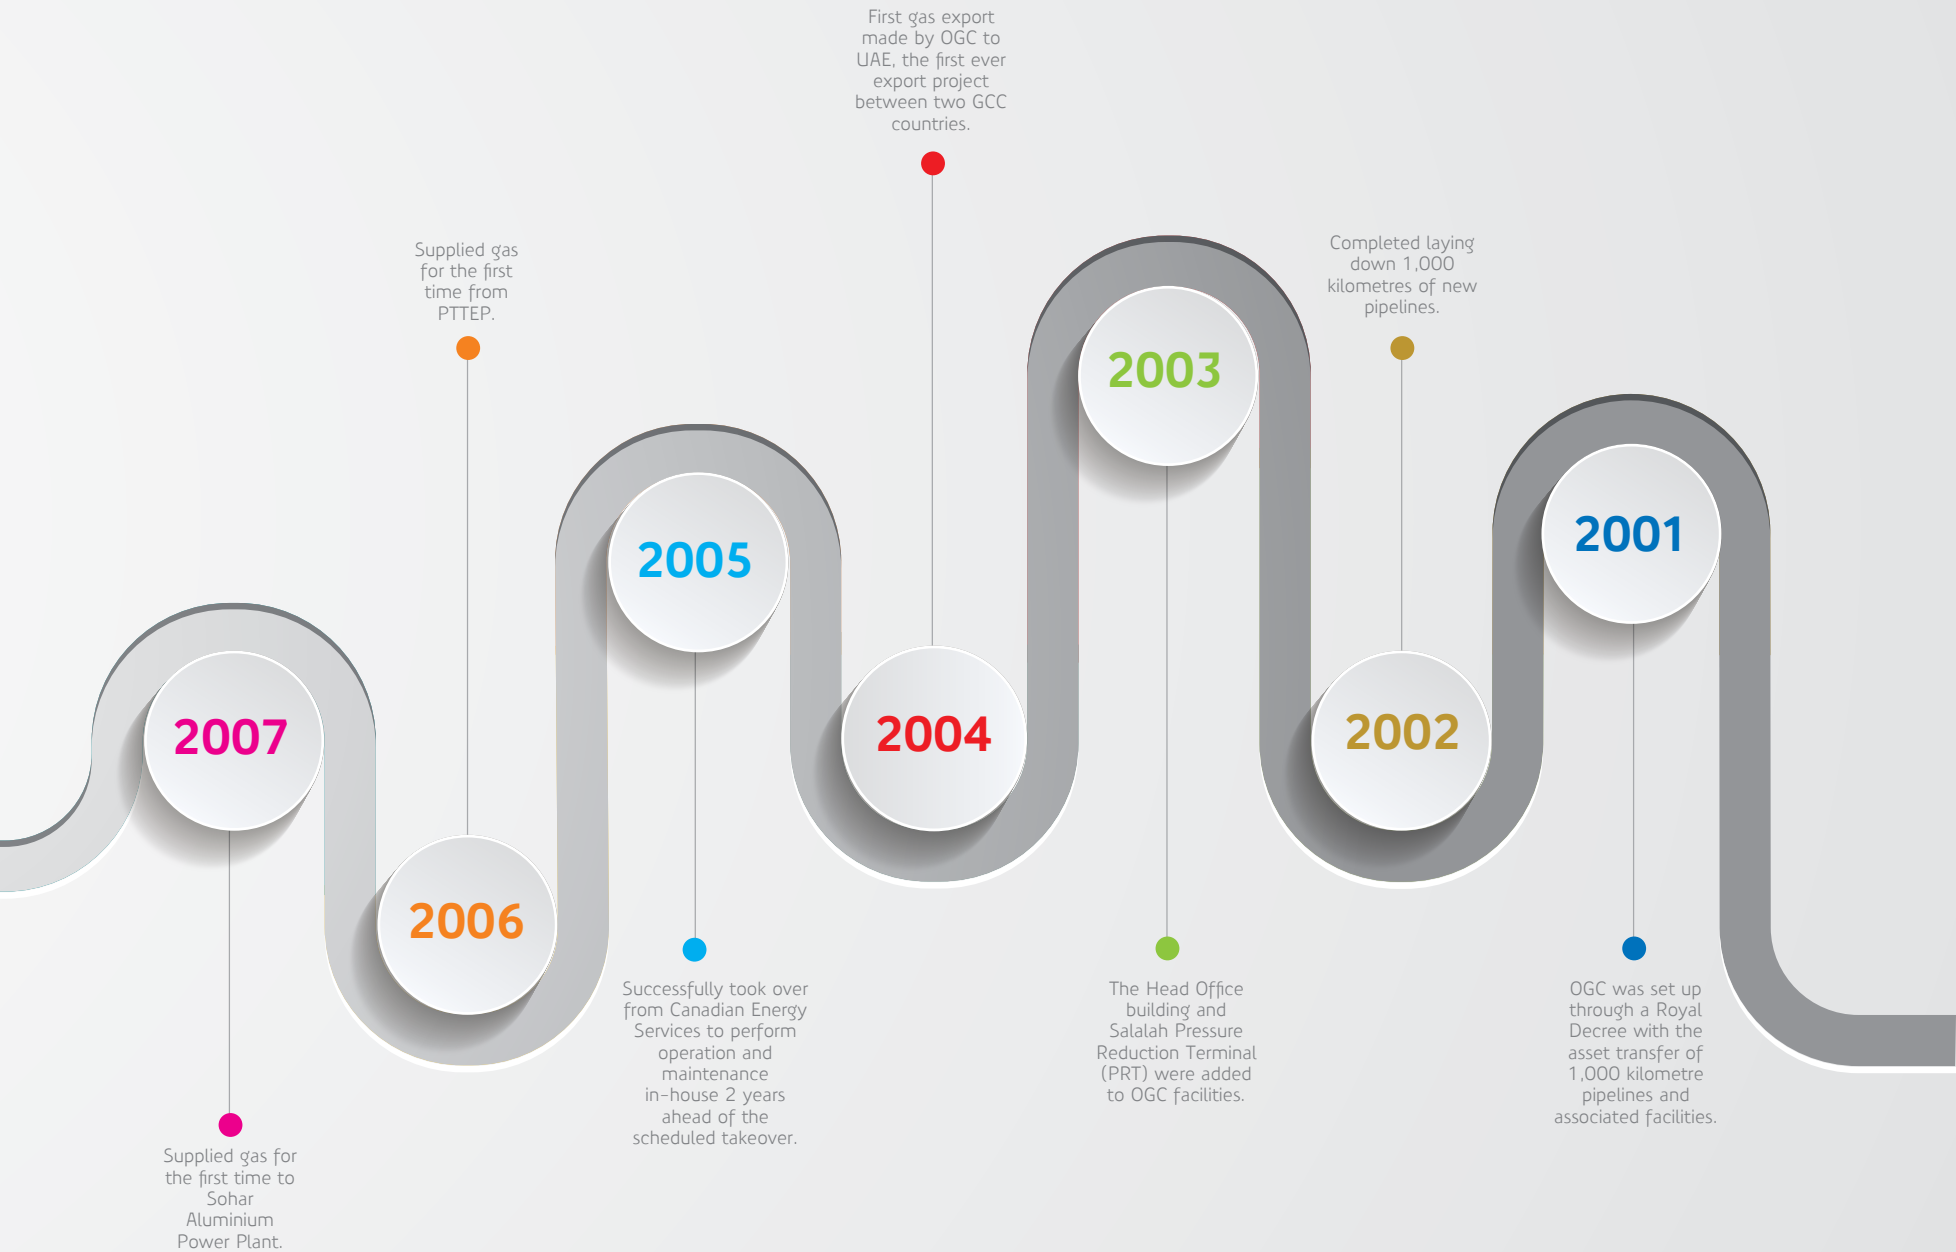 First gas export
made by OGC to
UAE, the first ever
export project
between two GCC
countries.
Supplied gas
for the first
time from
PTTEP.
Completed laying
down 1,000
kilometres of new
pipelines.
2007
2006
2005
2004
2003
2002
2001
Supplied gas for
the first time to
Sohar
Aluminium
Power Plant.
Successfully took over
from Canadian Energy
Services to perform
operation and
maintenance
in-house 2 years
ahead of the
scheduled takeover.
The Head Office
building and
Salalah Pressure
Reduction Terminal
(PRT) were added
to OGC facilities.
OGC was set up
through a Royal
Decree with the
asset transfer of
1,000 kilometre
pipelines and
associated facilities.